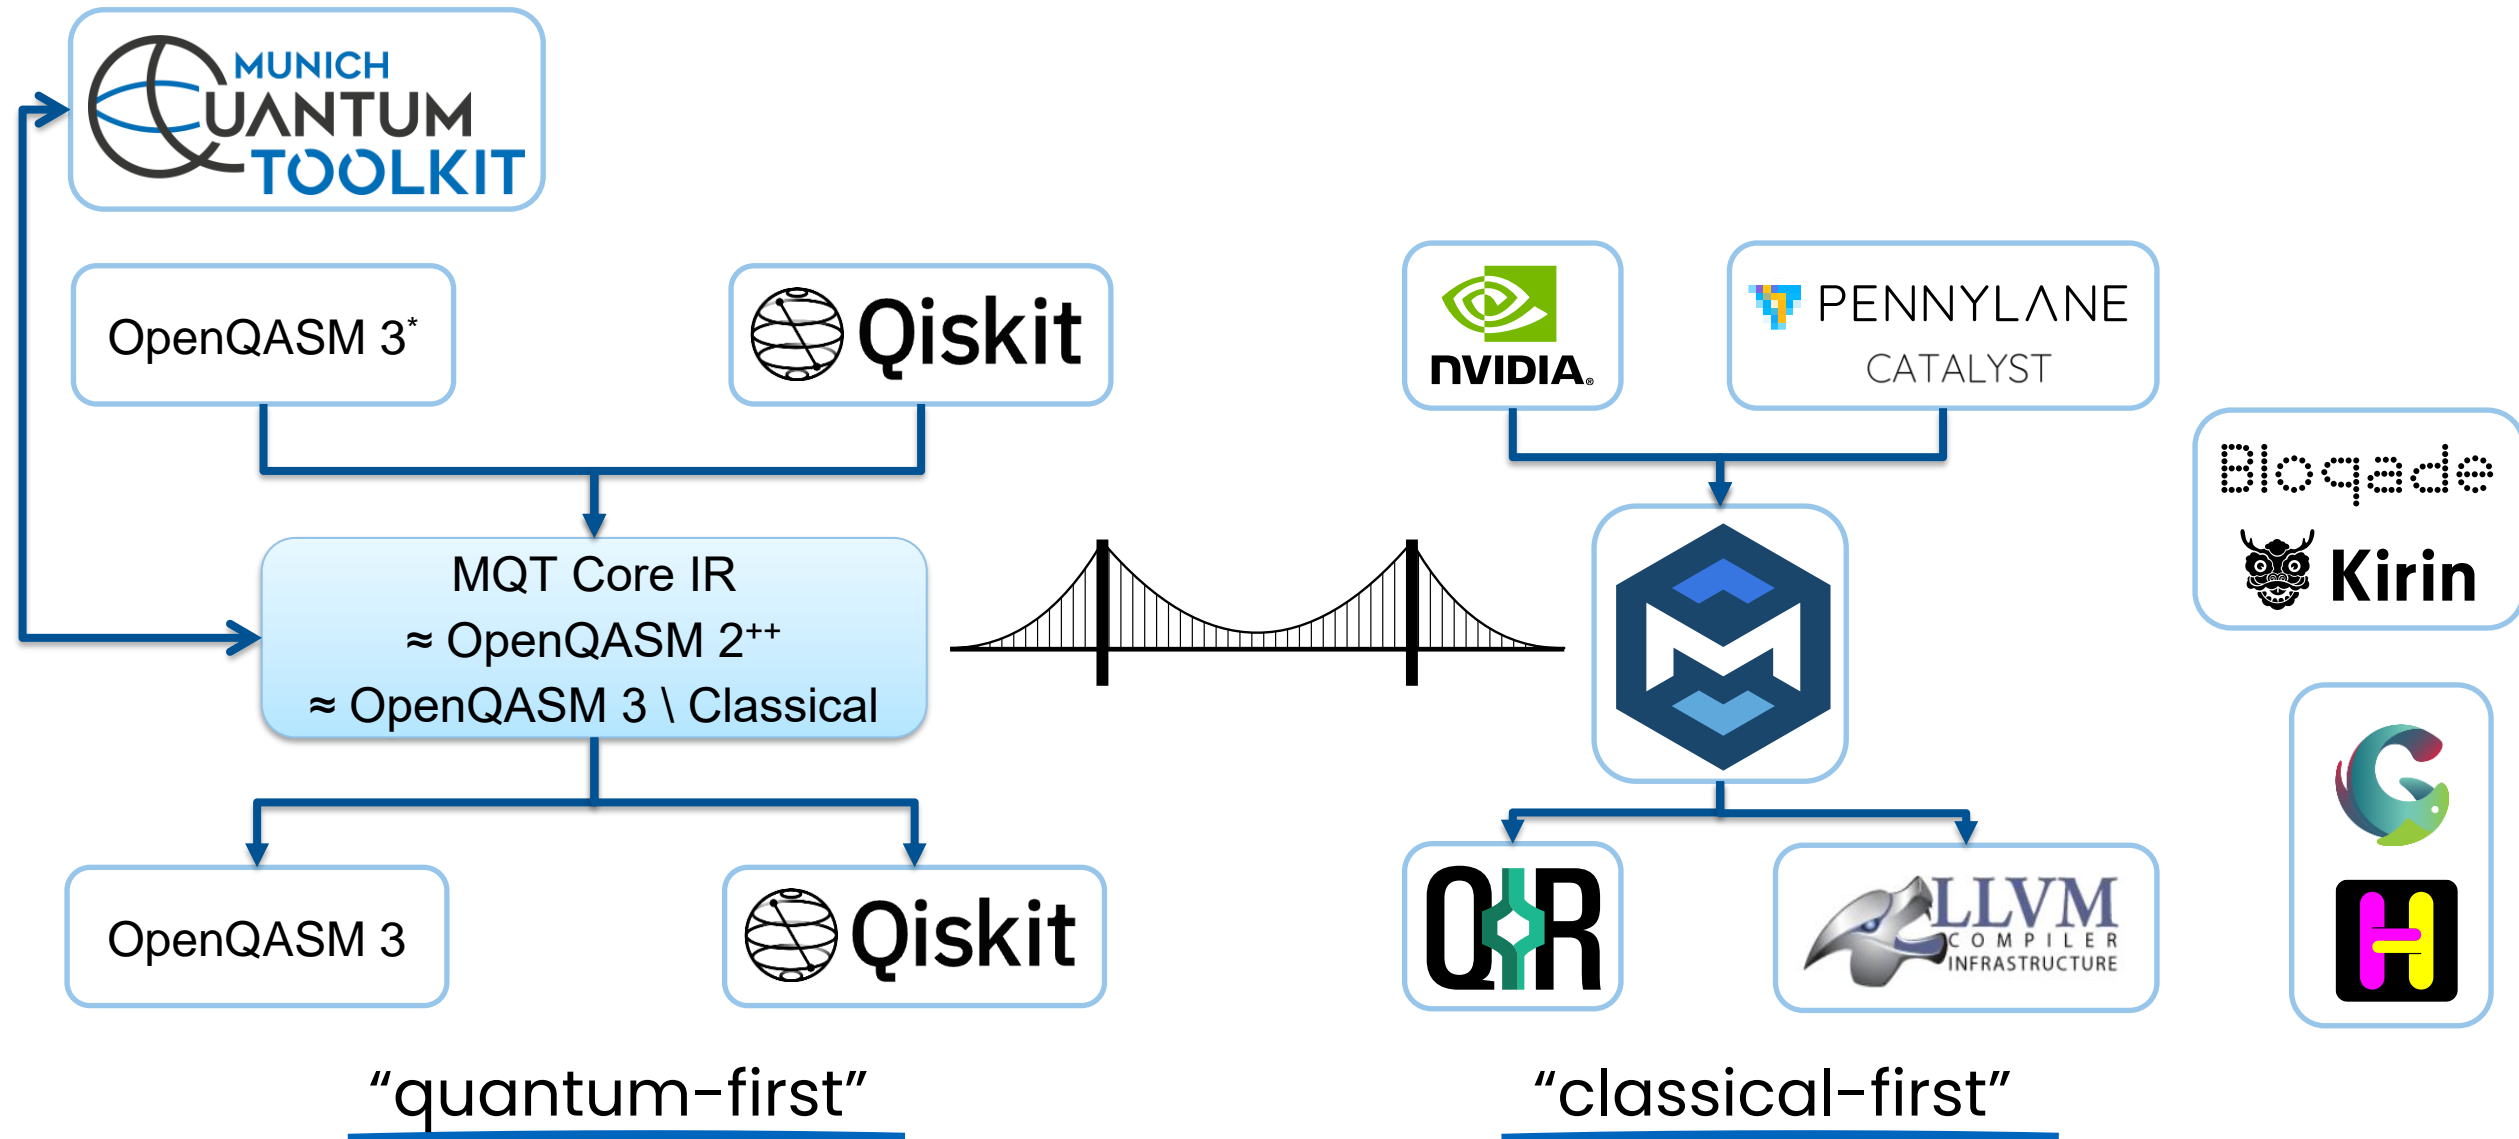 MUNICH
QUANTUM
TOOLKIT
OpenQASM 3*
Qiskit
NVIDIA®
PENNYLANE
CATALYST
Bloqade
Kirin
MQT Core IR
≈ OpenQASM 2++
≈ OpenQASM 3 \ Classical
OpenQASM 3
Qiskit
QIR
LLVM
COMPILER
INFRASTRUCTURE
H
“quantum-first”
“classical-first”